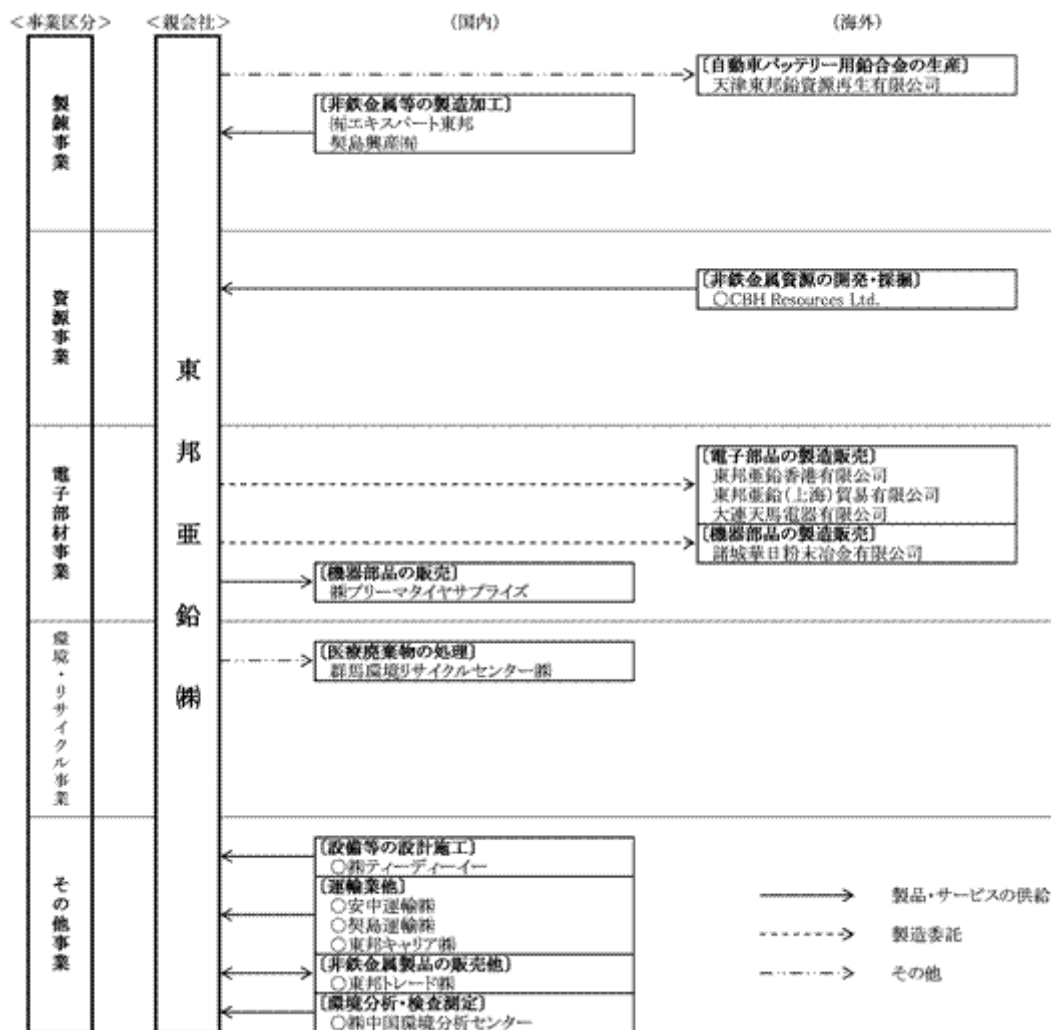 ＜事業区分＞ ＜親会社＞ (国内) (海外)
製錬事業
〔自動車バッテリー用鉛合金の生産〕
天津東邦鉛資源再生有限公司
〔非鉄金属等の製造加工〕
㈲エキスパート東邦
契島興産㈲
資源事業
〔非鉄金属資源の開発・採掘〕
○CBH Resources Ltd.
東邦亜鉛㈱
電子部材事業
〔電子部品の製造販売〕
東邦亜鉛香港有限公司
東邦亜鉛(上海)貿易有限公司
大連天馬電器有限公司
〔機器部品の製造販売〕
諸城華日粉末冶金有限公司
〔機器部品の販売〕
㈱プリーマタイヤサプライズ
環境・リサイクル事業
〔医療廃棄物の処理〕
群馬環境リサイクルセンター㈱
その他事業
〔設備等の設計施工〕
○㈱ティーディーイー
〔運輸業他〕
○安中運輸㈱
○契島運輸㈱
○東邦キャリア㈱
〔非鉄金属製品の販売他〕
○東邦トレード㈱
〔環境分析・検査測定〕
○㈱中国環境分析センター
製品・サービスの供給
製造委託
その他